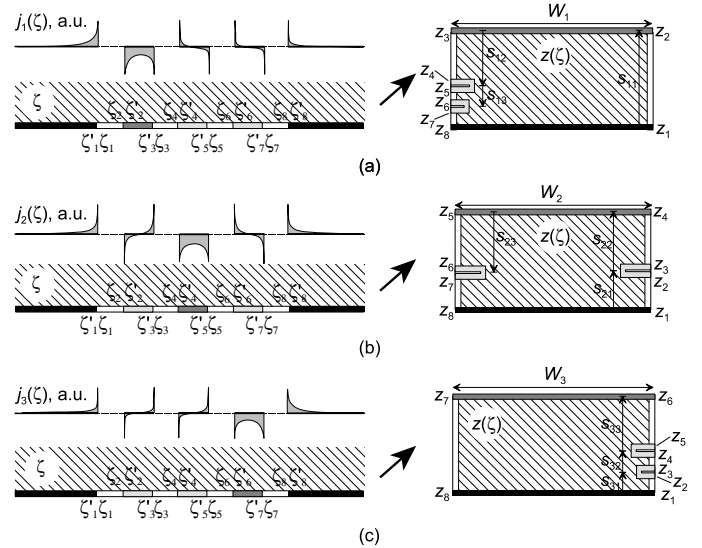 j₁(ζ), a.u.
ζ
ζ₂ ζ'₂ ζ₄ ζ'₄ ζ₆ ζ'₆ ζ₈ ζ'₈
ζ'₁ ζ₁ ζ'₃ ζ₃ ζ'₅ ζ₅ ζ'₇ ζ₇
W₁
z₃ z₂
z(ζ)
s₁₂ s₁₁
z₄
z₅ s₁₃
z₆
z₇
z₈ z₁
(a)
j₂(ζ), a.u.
ζ
ζ₂ ζ'₂ ζ₄ ζ'₄ ζ₆ ζ'₆ ζ₈ ζ'₈
ζ'₁ ζ₁ ζ'₃ ζ₃ ζ'₅ ζ₅ ζ'₇ ζ₇
W₂
z₅ z₄
z(ζ)
s₂₃ s₂₂
z₆ z₃
z₇ s₂₁ z₂
z₈ z₁
(b)
j₃(ζ), a.u.
ζ
ζ₂ ζ'₂ ζ₄ ζ'₄ ζ₆ ζ'₆ ζ₈ ζ'₈
ζ'₁ ζ₁ ζ'₃ ζ₃ ζ'₅ ζ₅ ζ'₇ ζ₇
W₃
z₇ z₆
z(ζ) s₃₃
z₅
s₃₂ z₄
z₃
s₃₁ z₂
z₈ z₁
(c)